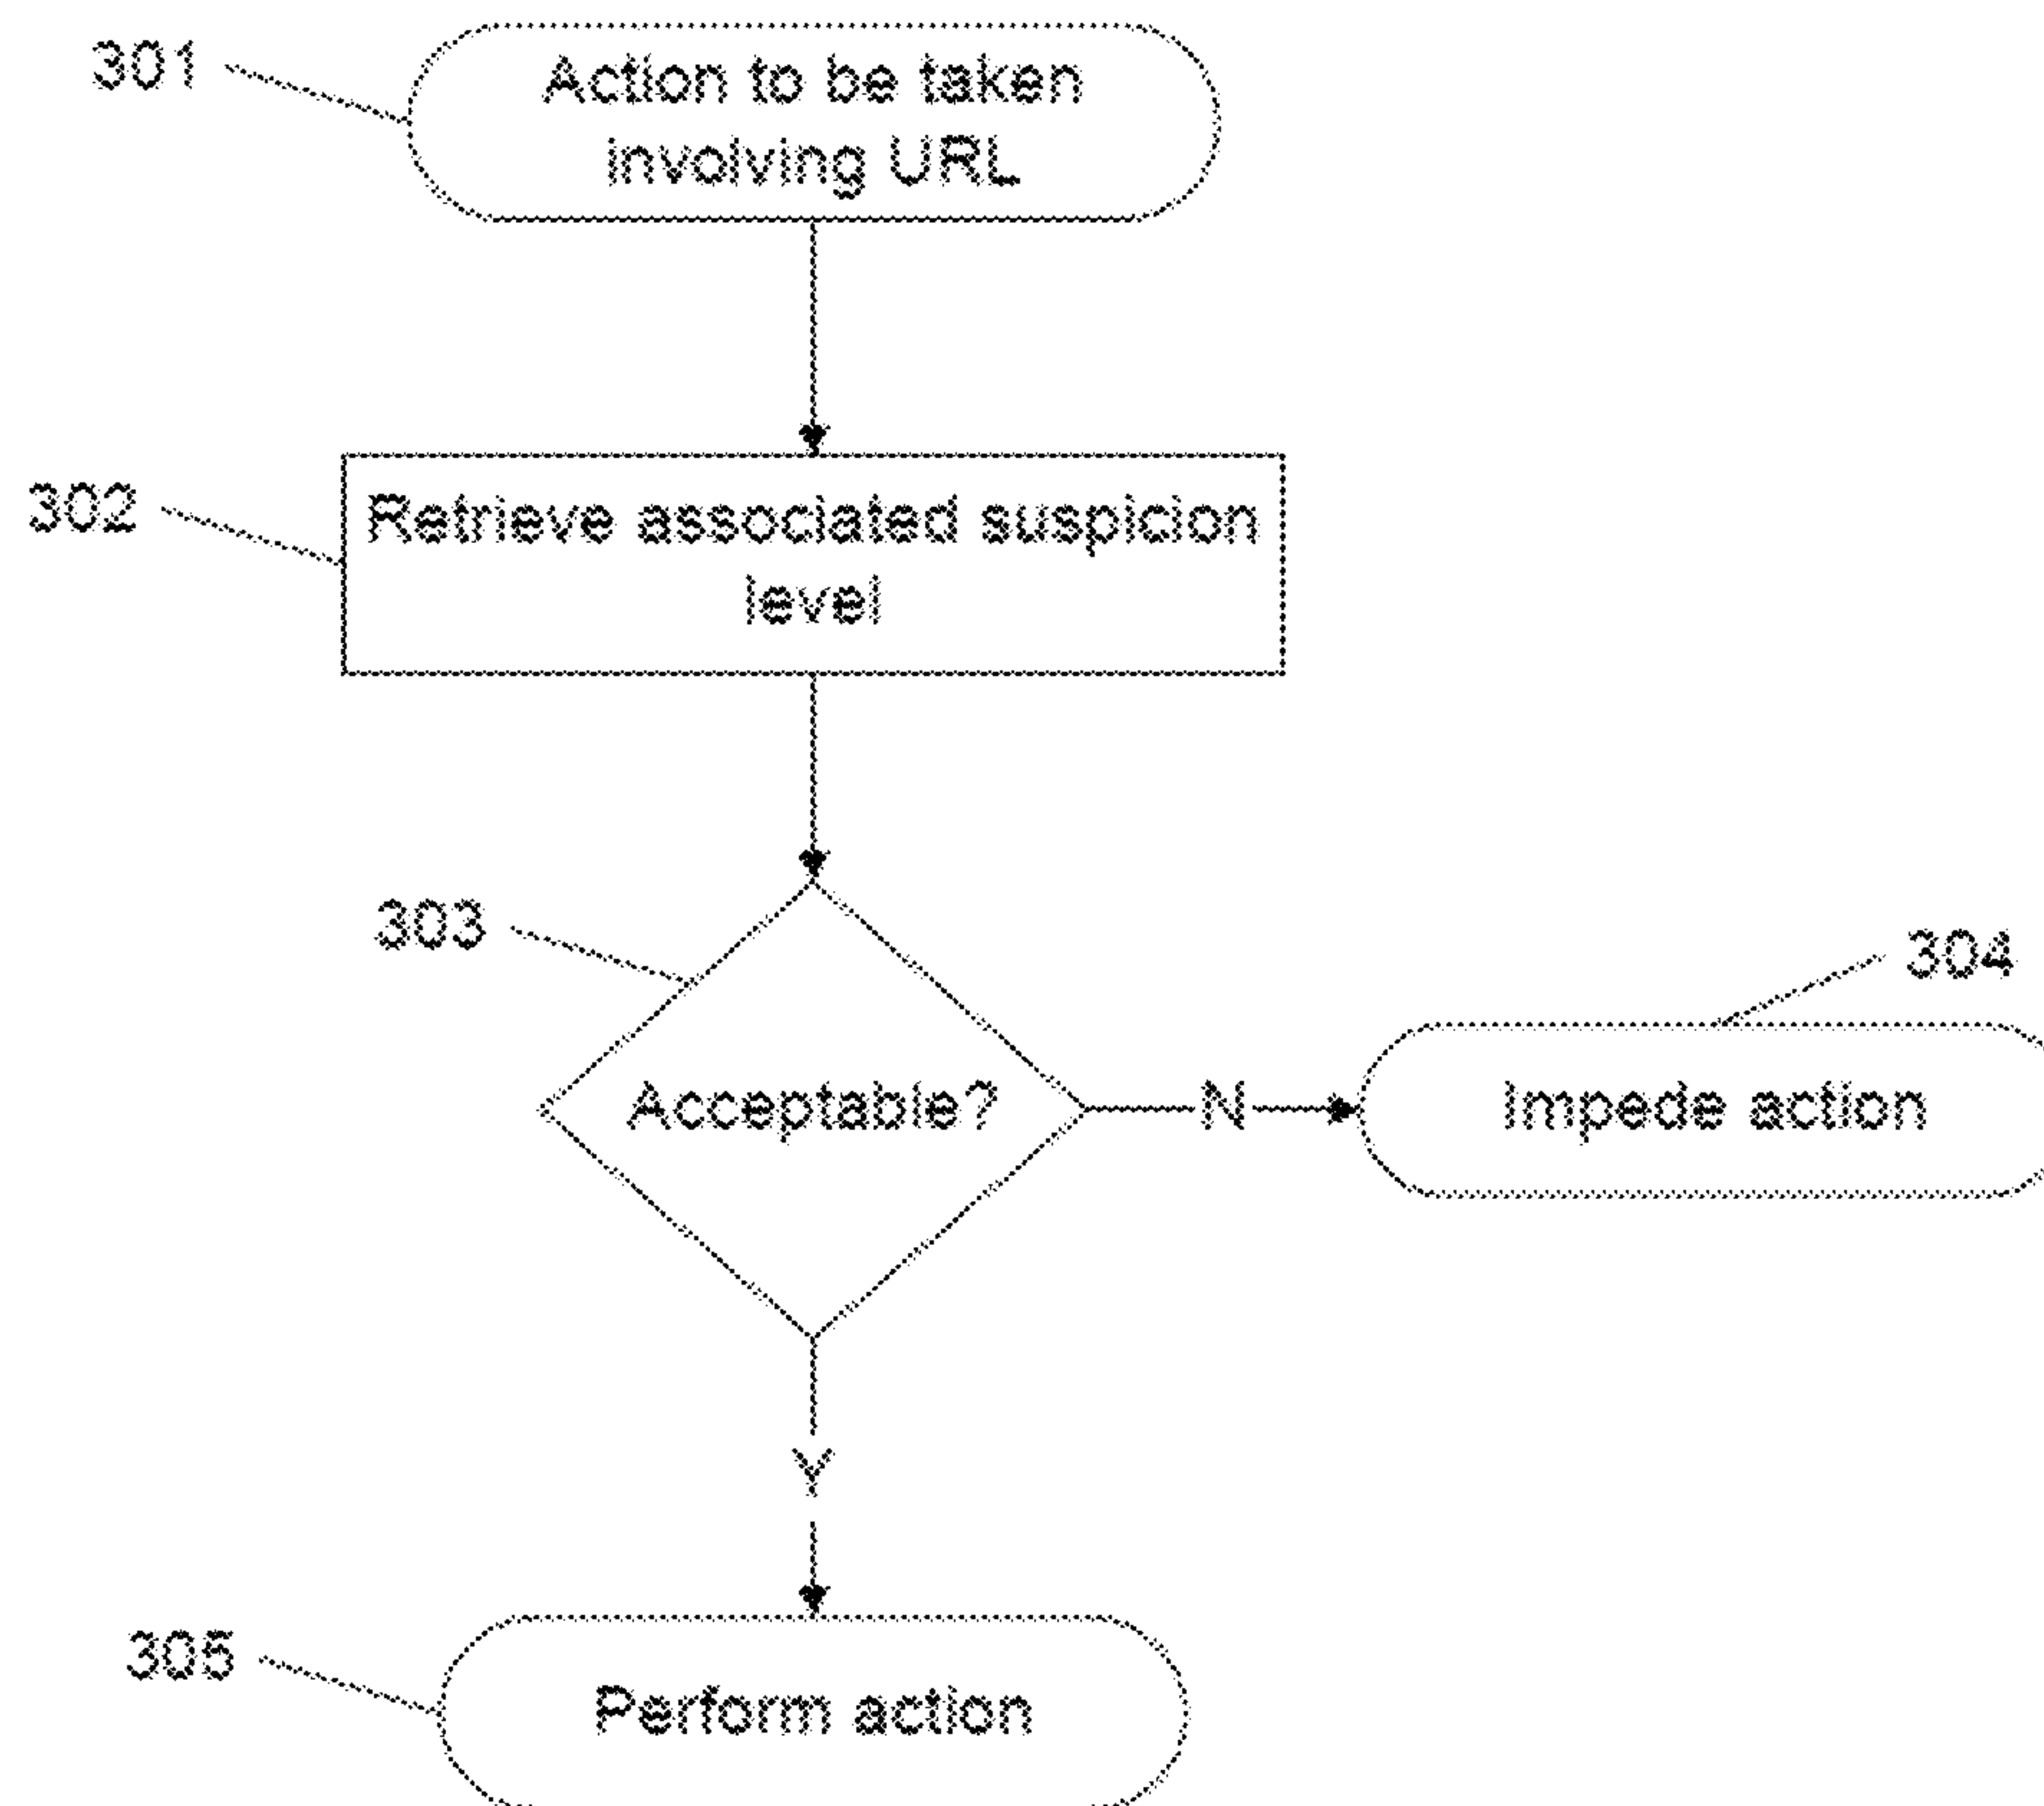 301
Action to be taken
involving URL
302
Retrieve associated suspicion
level
303
304
Acceptable?
N
Impede action
Y
305
Perform action